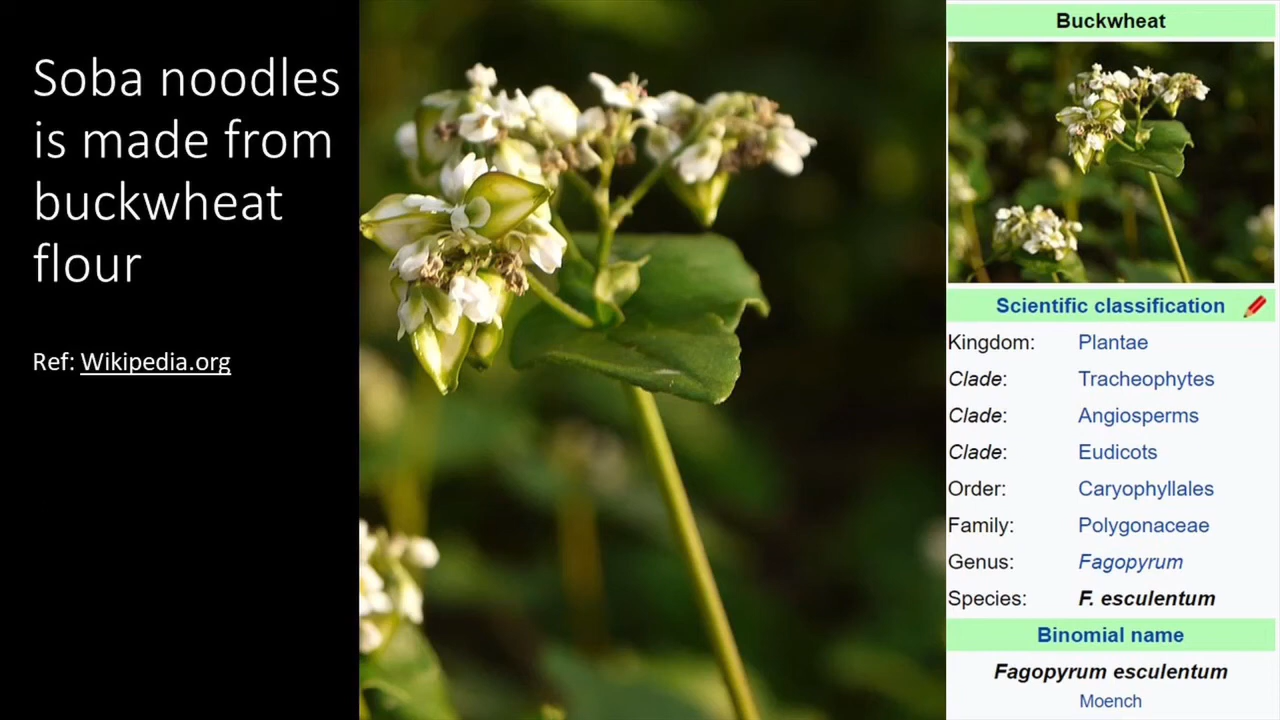 Soba noodles
is made from
buckwheat
flour
Ref: Wikipedia.org
Buckwheat
Scientific classification
Kingdom: Plantae
Clade: Tracheophytes
Clade: Angiosperms
Clade: Eudicots
Order: Caryophyllales
Family: Polygonaceae
Genus: Fagopyrum
Species: F. esculentum
Binomial name
Fagopyrum esculentum
Moench